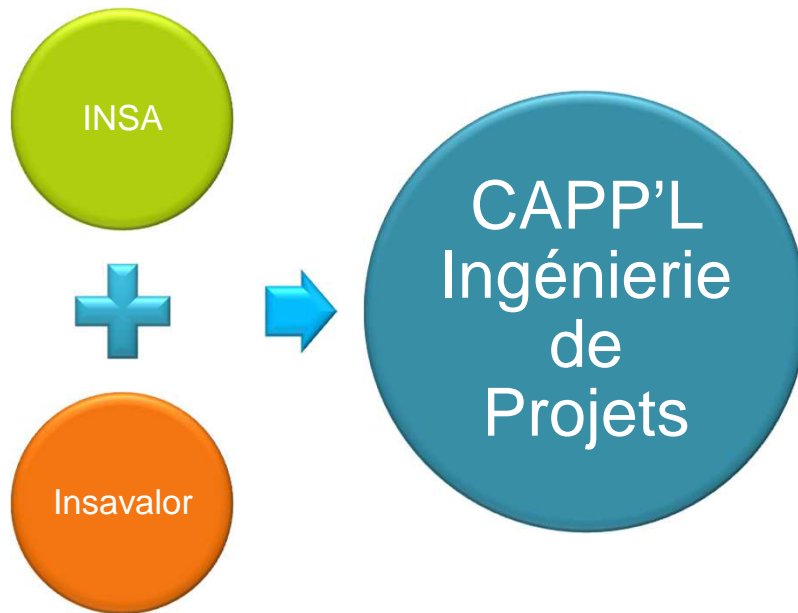 INSA
Insavalor
CAPP’L
Ingénierie
de
Projets